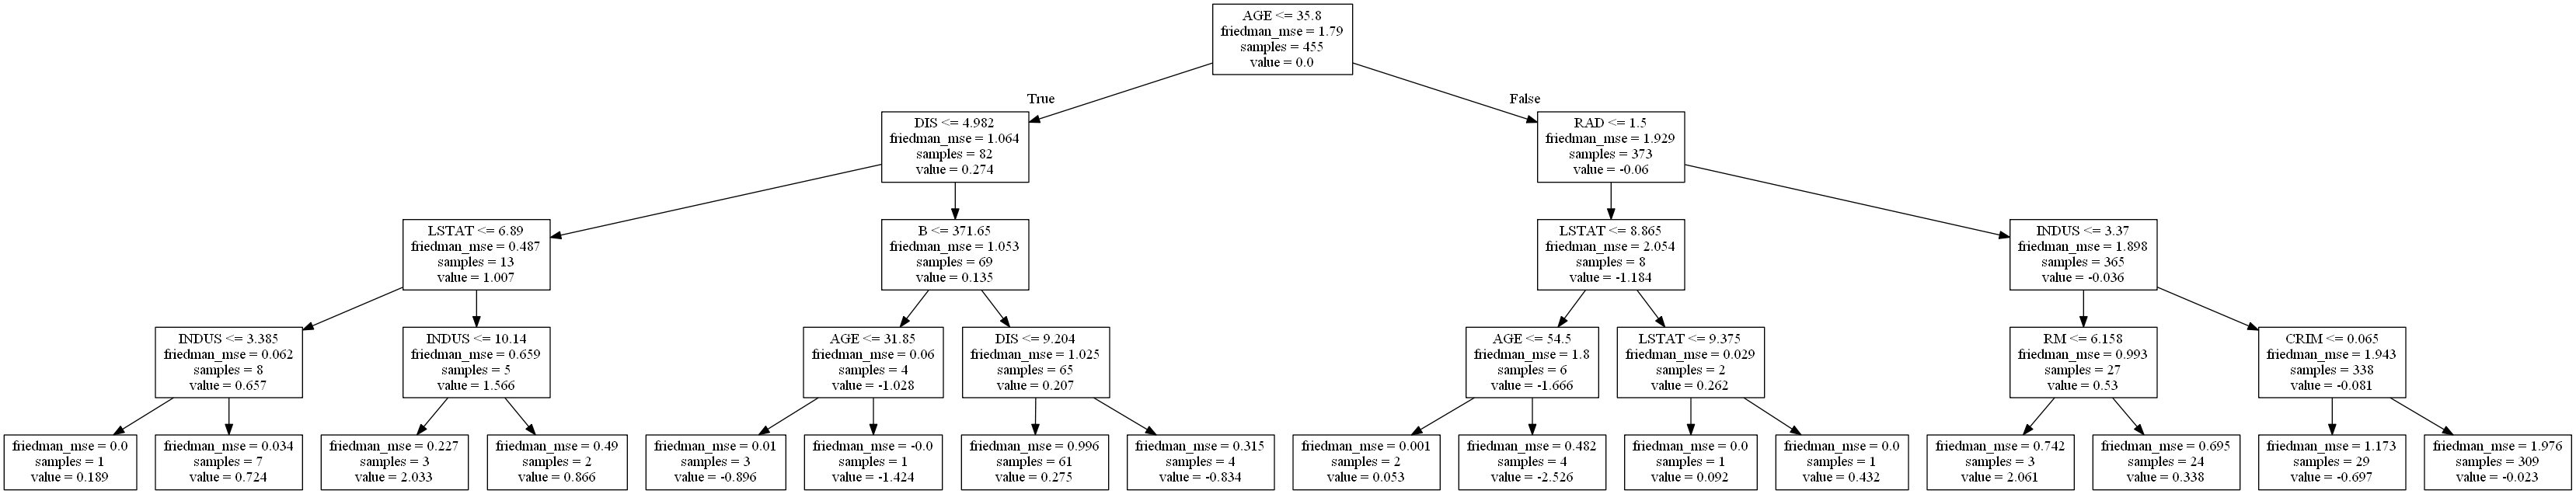 AGE <= 35.8
friedman_mse = 1.79
samples = 455
value = 0.0
True
False
DIS <= 4.982
friedman_mse = 1.064
samples = 82
value = 0.274
RAD <= 1.5
friedman_mse = 1.929
samples = 373
value = -0.06
LSTAT <= 6.89
friedman_mse = 0.487
samples = 13
value = 1.007
B <= 371.65
friedman_mse = 1.053
samples = 69
value = 0.135
LSTAT <= 8.865
friedman_mse = 2.054
samples = 8
value = -1.184
INDUS <= 3.37
friedman_mse = 1.898
samples = 365
value = -0.036
INDUS <= 3.385
friedman_mse = 0.062
samples = 8
value = 0.657
INDUS <= 10.14
friedman_mse = 0.659
samples = 5
value = 1.566
AGE <= 31.85
friedman_mse = 0.06
samples = 4
value = -1.028
DIS <= 9.204
friedman_mse = 1.025
samples = 65
value = 0.207
AGE <= 54.5
friedman_mse = 1.8
samples = 6
value = -1.666
LSTAT <= 9.375
friedman_mse = 0.029
samples = 2
value = 0.262
RM <= 6.158
friedman_mse = 0.993
samples = 27
value = 0.53
CRIM <= 0.065
friedman_mse = 1.943
samples = 338
value = -0.081
friedman_mse = 0.0
samples = 1
value = 0.189
friedman_mse = 0.034
samples = 7
value = 0.724
friedman_mse = 0.227
samples = 3
value = 2.033
friedman_mse = 0.49
samples = 2
value = 0.866
friedman_mse = 0.01
samples = 3
value = -0.896
friedman_mse = -0.0
samples = 1
value = -1.424
friedman_mse = 0.996
samples = 61
value = 0.275
friedman_mse = 0.315
samples = 4
value = -0.834
friedman_mse = 0.001
samples = 2
value = 0.053
friedman_mse = 0.482
samples = 4
value = -2.526
friedman_mse = 0.0
samples = 1
value = 0.092
friedman_mse = 0.0
samples = 1
value = 0.432
friedman_mse = 0.742
samples = 3
value = 2.061
friedman_mse = 0.695
samples = 24
value = 0.338
friedman_mse = 1.173
samples = 29
value = -0.697
friedman_mse = 1.976
samples = 309
value = -0.023